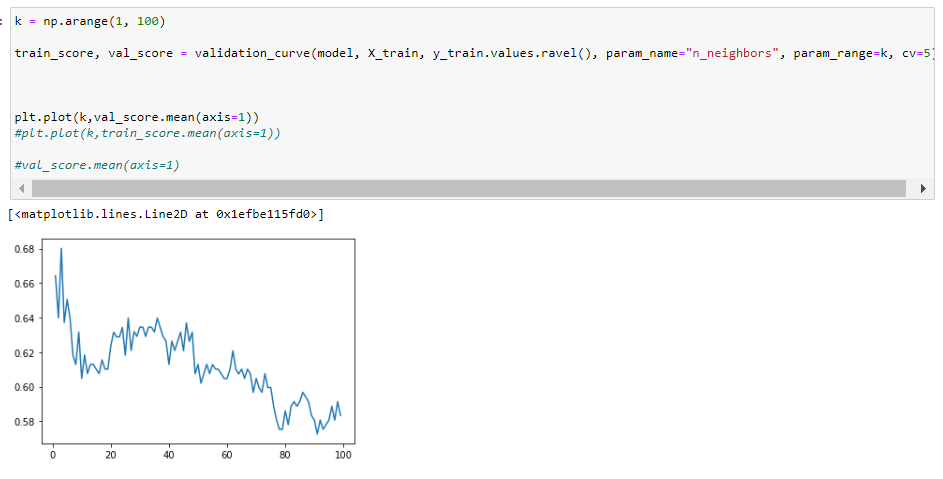 :
k = np.arange(1, 100)
train_score, val_score = validation_curve(model, X_train, y_train.values.ravel(), param_name="n_neighbors", param_range=k, cv=5)
plt.plot(k,val_score.mean(axis=1))
#plt.plot(k,train_score.mean(axis=1))
#val_score.mean(axis=1)
[<matplotlib.lines.Line2D at 0x1efbe115fd0>]
0.68
0.66
0.64
0.62
0.60
0.58
0 20 40 60 80 100